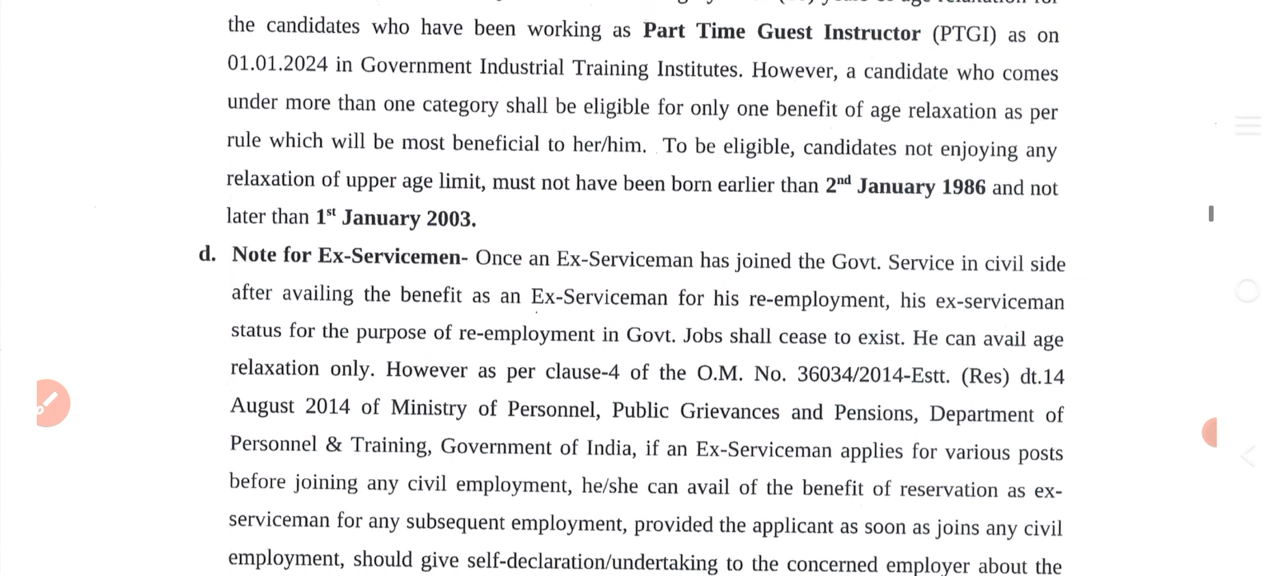 the candidates who have been working as Part Time Guest Instructor (PTGI) as on
01.01.2024 in Government Industrial Training Institutes. However, a candidate who comes
under more than one category shall be eligible for only one benefit of age relaxation as per
rule which will be most beneficial to her/him. To be eligible, candidates not enjoying any
relaxation of upper age limit, must not have been born earlier than 2nd January 1986 and not
later than 1st January 2003.
d. Note for Ex-Servicemen- Once an Ex-Serviceman has joined the Govt. Service in civil side
after availing the benefit as an Ex-Serviceman for his re-employment, his ex-serviceman
status for the purpose of re-employment in Govt. Jobs shall cease to exist. He can avail age
relaxation only. However as per clause-4 of the O.M. No. 36034/2014-Estt. (Res) dt.14
August 2014 of Ministry of Personnel, Public Grievances and Pensions, Department of
Personnel & Training, Government of India, if an Ex-Serviceman applies for various posts
before joining any civil employment, he/she can avail of the benefit of reservation as ex-
serviceman for any subsequent employment, provided the applicant as soon as joins any civil
employment, should give self-declaration/undertaking to the concerned employer about the